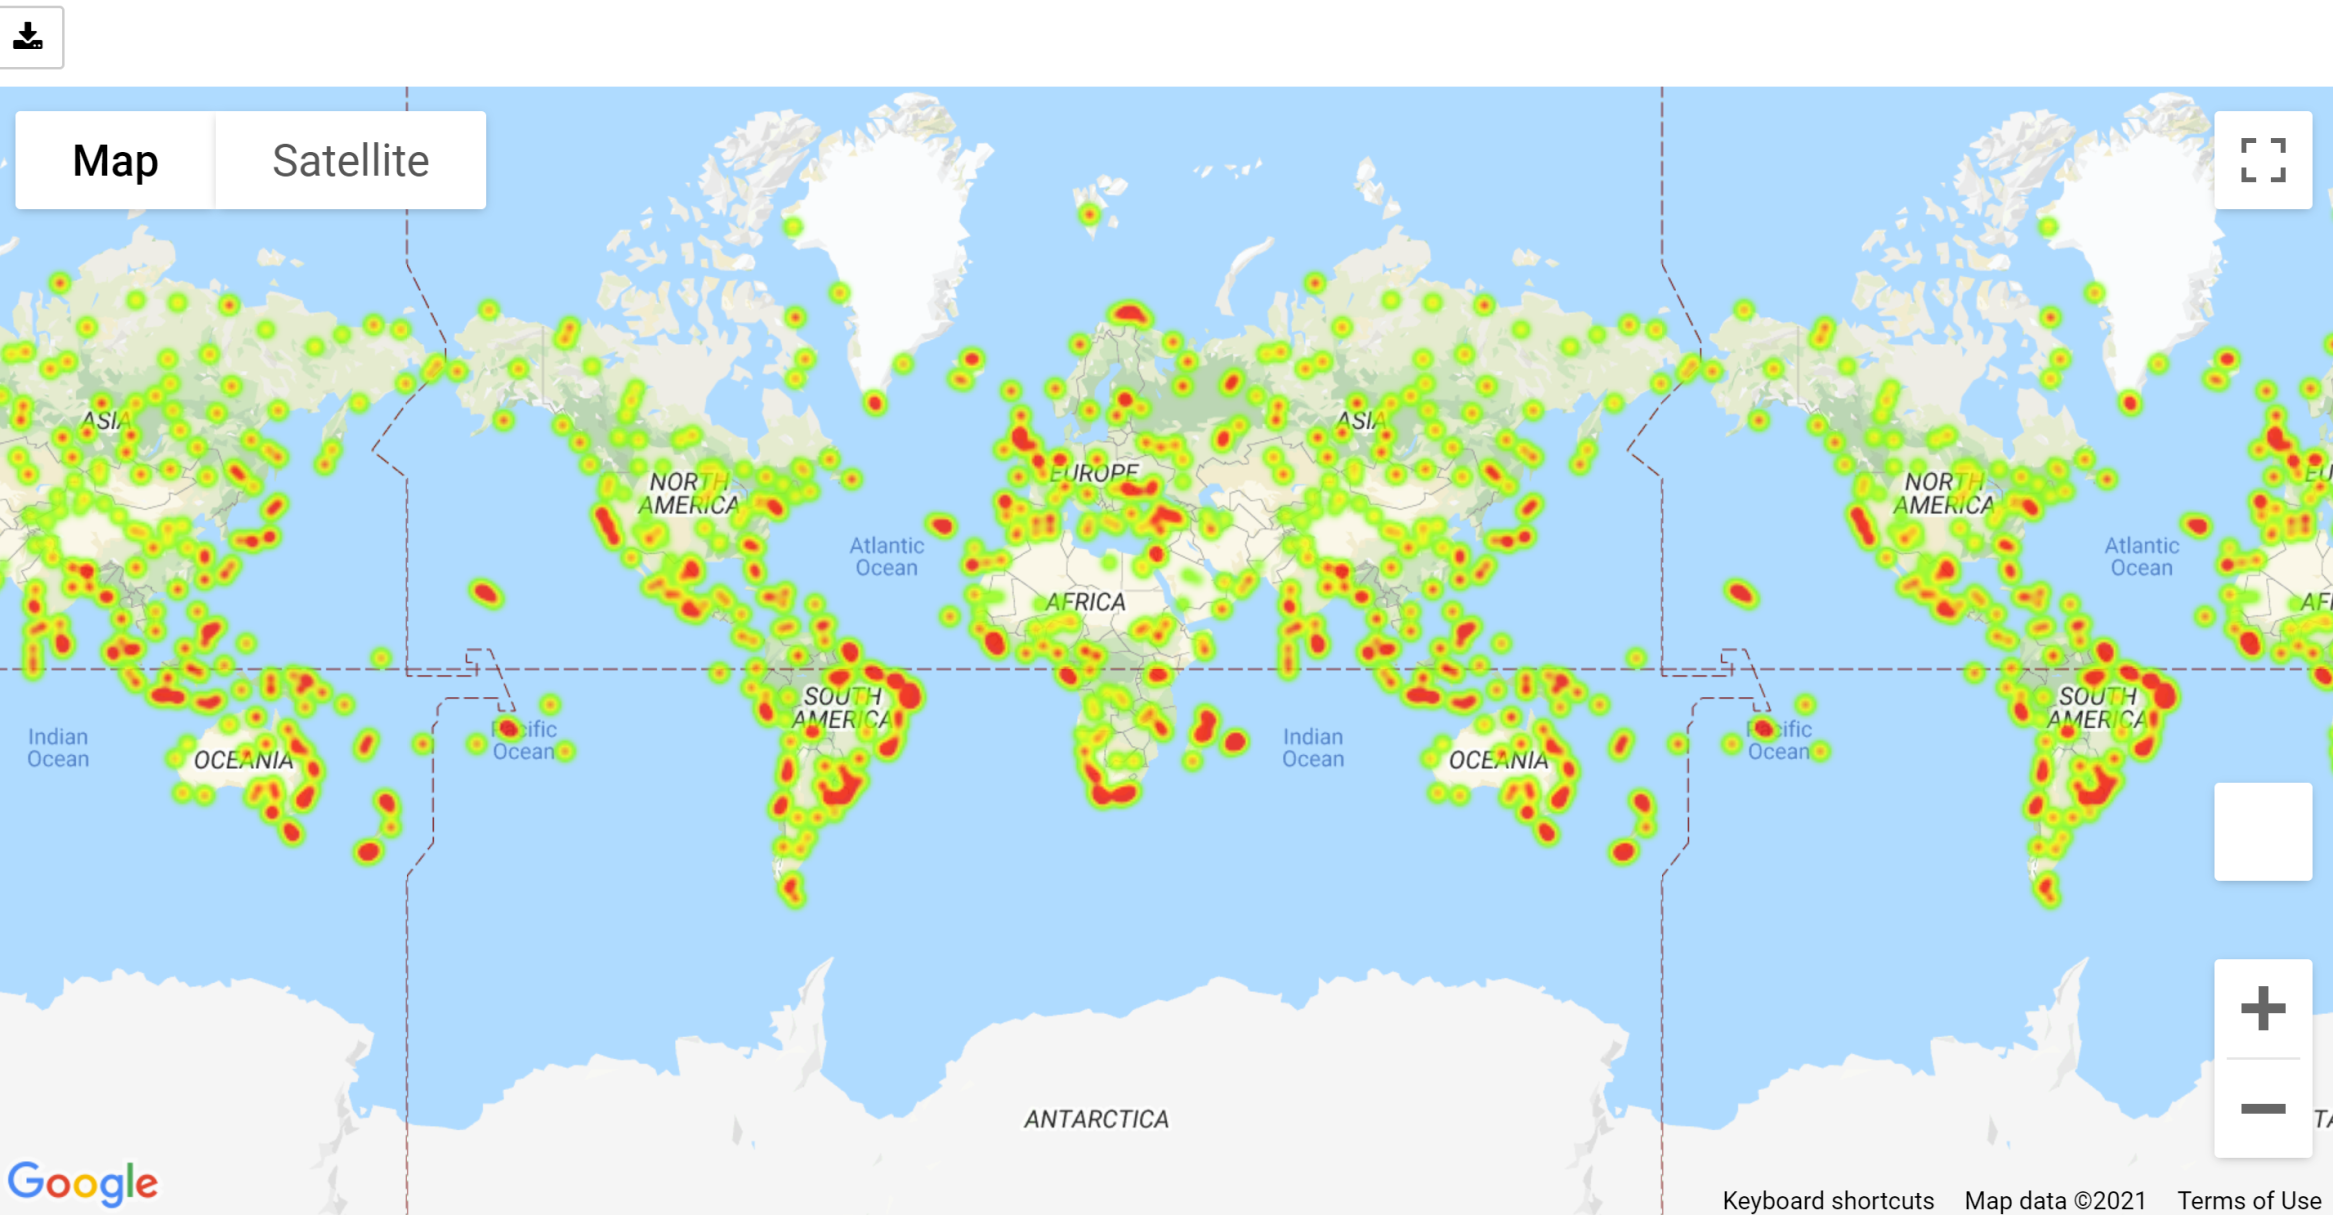 Map
Satellite
ASIA
NORTH
AMERICA
EUROPE
ASIA
NORTH
AMERICA
Atlantic
Ocean
Atlantic
Ocean
AFRICA
SOUTH
AMERICA
SOUTH
AMERICA
Indian
Ocean
OCEANIA
Pacific
Ocean
Indian
Ocean
OCEANIA
Pacific
Ocean
ANTARCTICA
Google
Keyboard shortcuts
Map data ©2021
Terms of Use